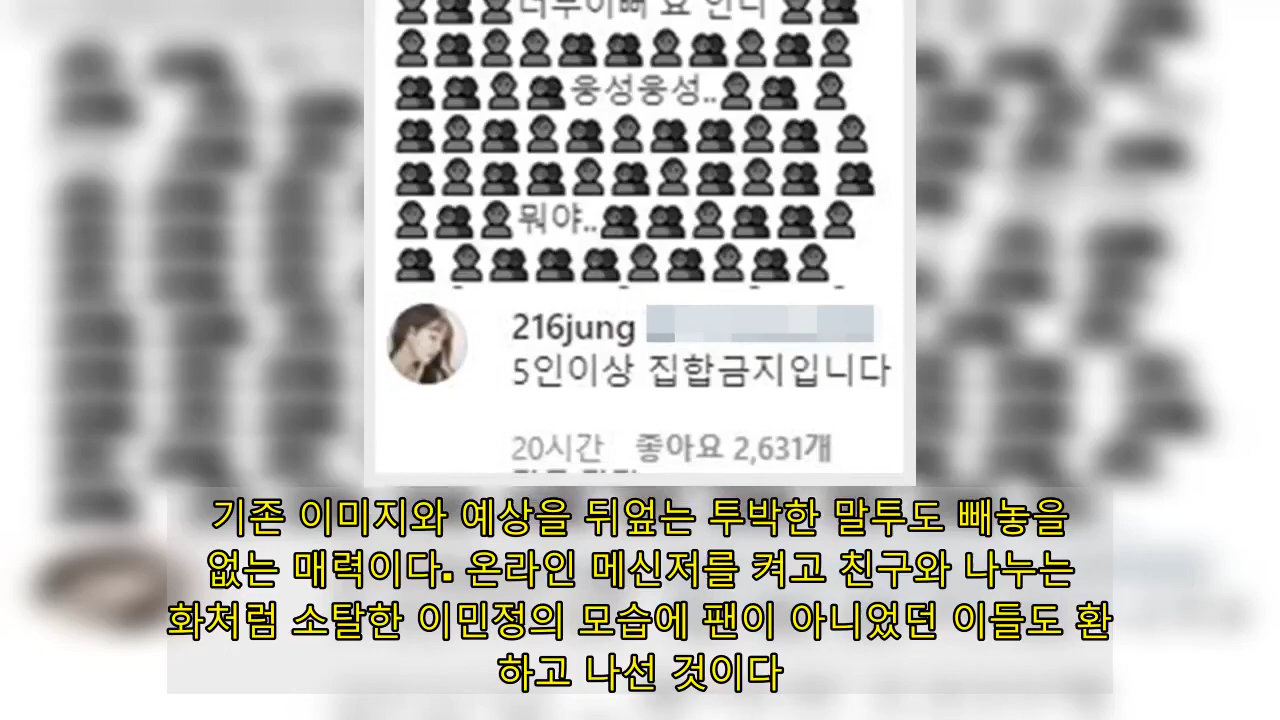 웅성웅성..
뭐야..
216jung
5인이상 집합금지입니다
20시간 좋아요 2,631개
기존 이미지와 예상을 뒤엎는 투박한 말투도 빼놓을
없는 매력이다. 온라인 메신저를 켜고 친구와 나누는
화처럼 소탈한 이민정의 모습에 팬이 아니었던 이들도 환
하고 나선 것이다